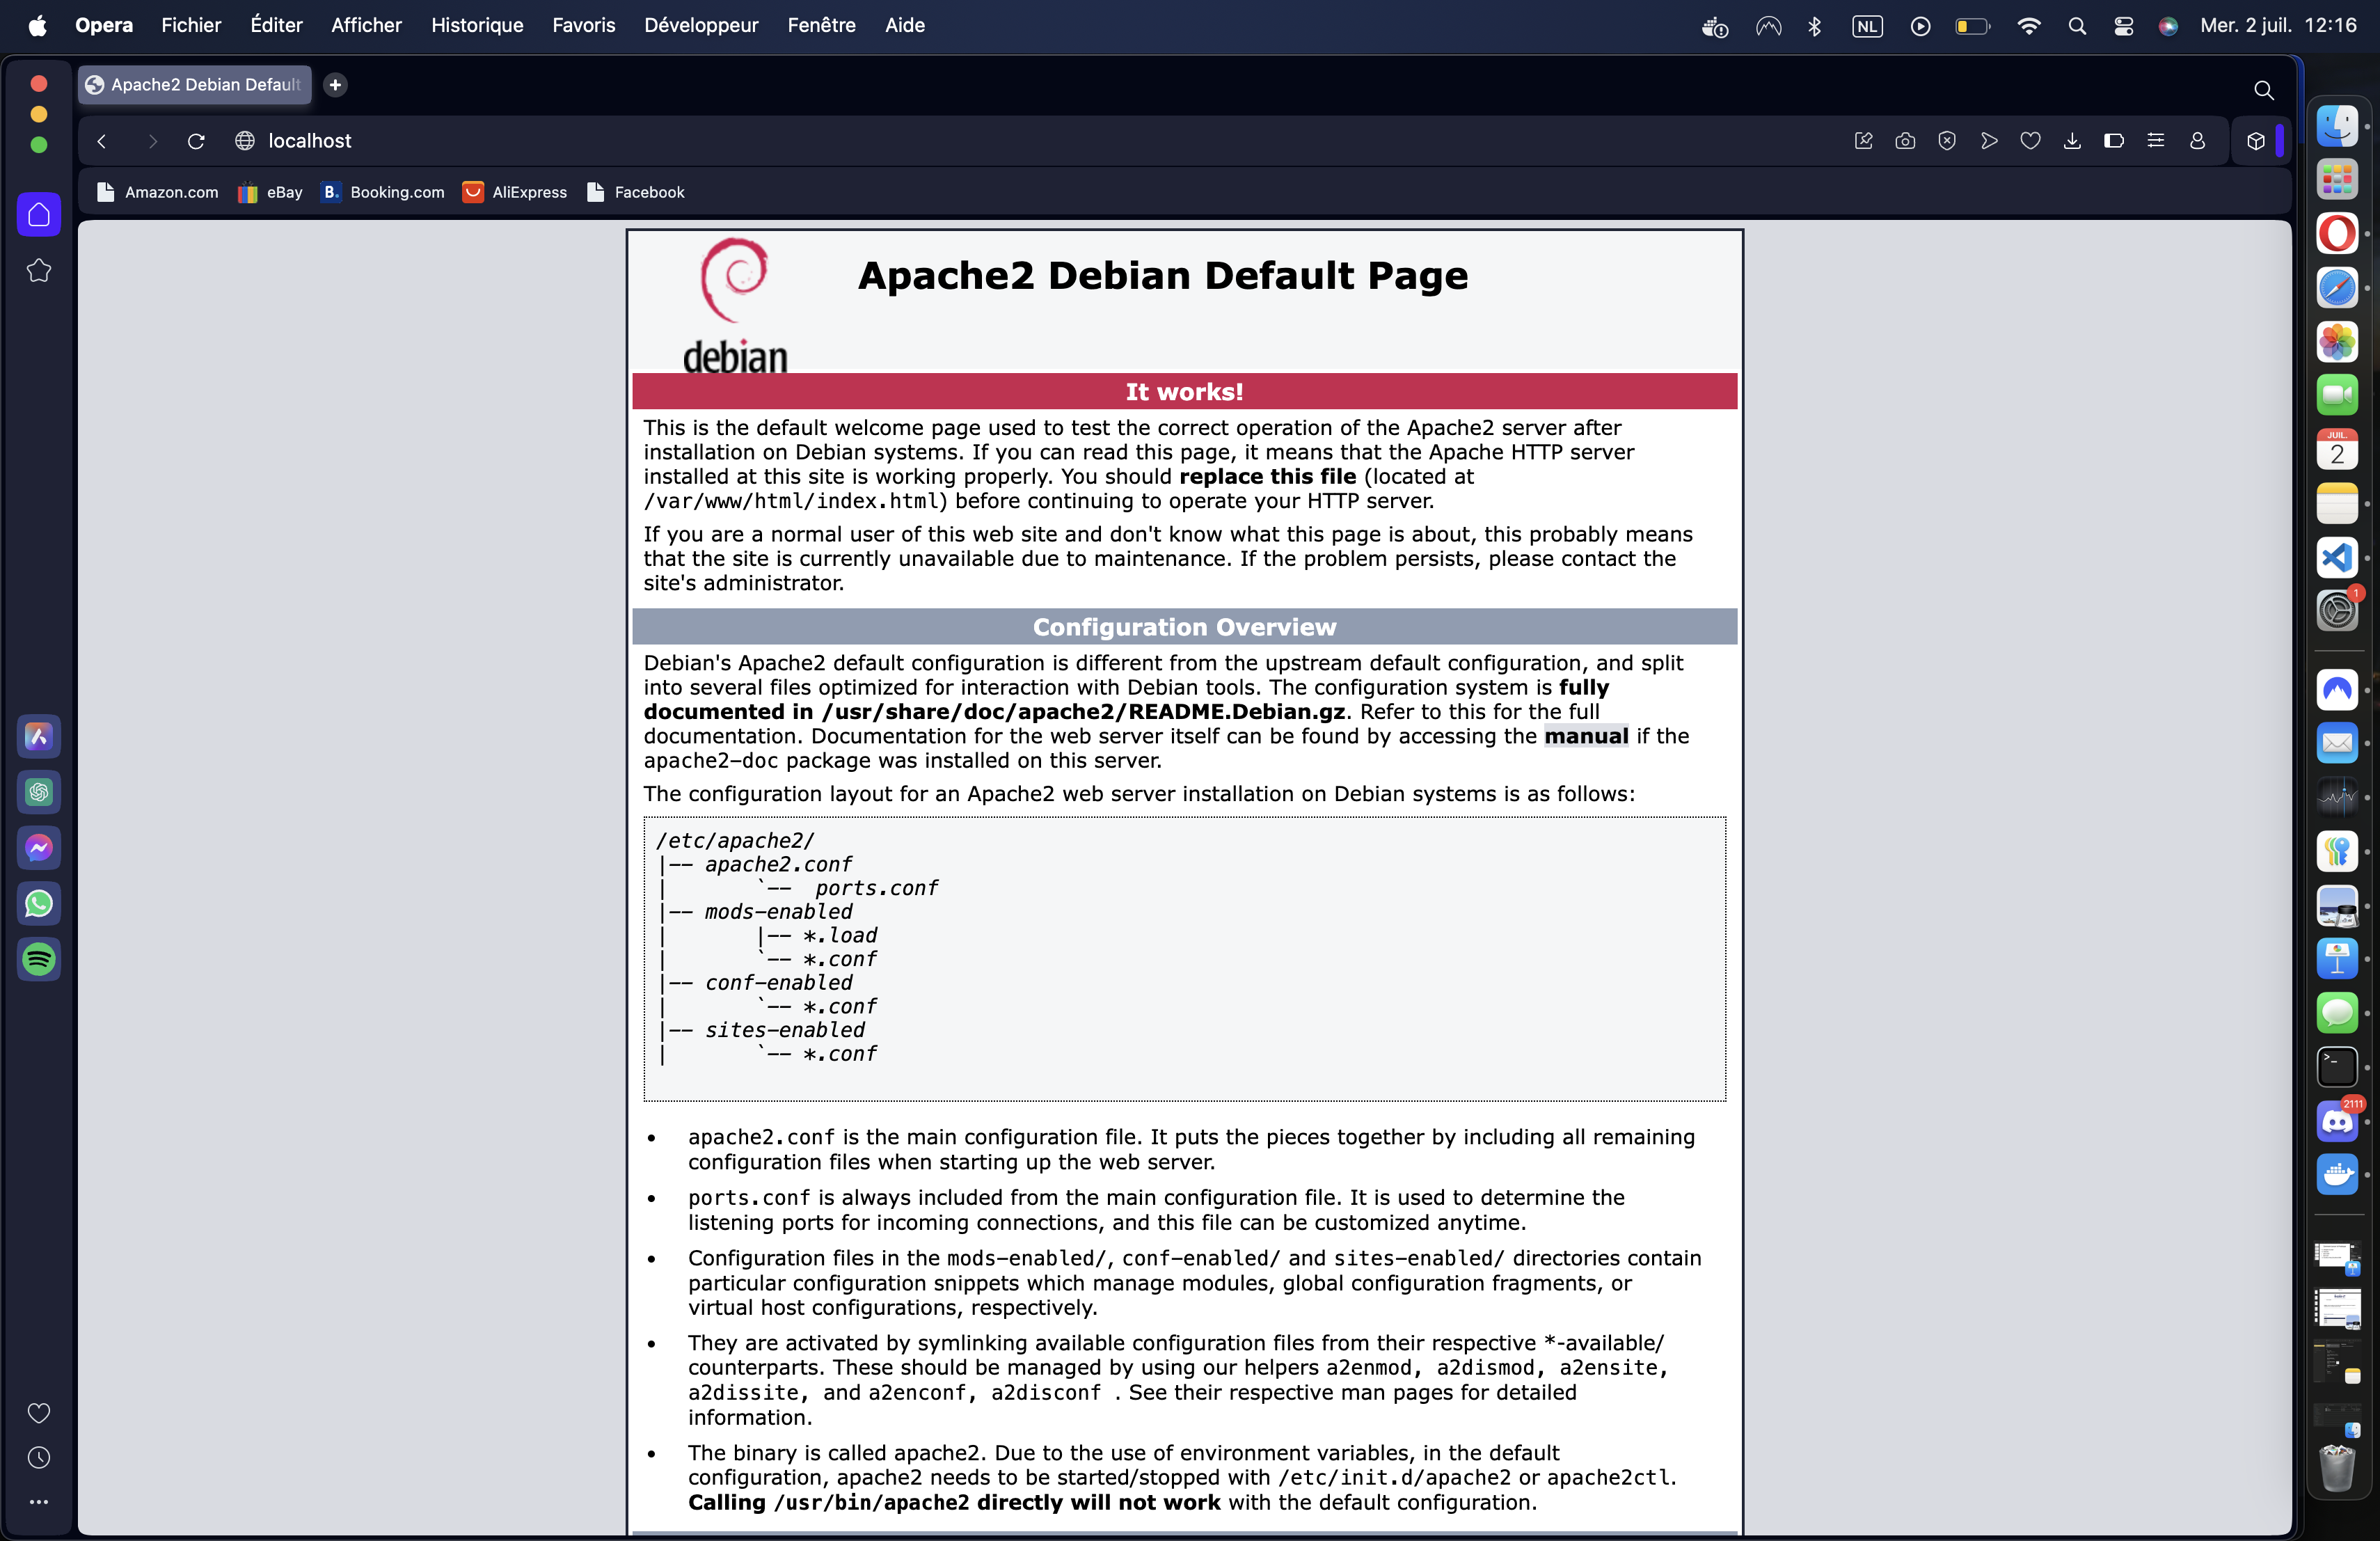 Opera Fichier Éditer Afficher Historique Favoris Développeur Fenêtre Aide NL Mer. 2 juil. 12:16
Apache2 Debian Default
localhost
Amazon.com eBay B. Booking.com AliExpress Facebook
debian
Apache2 Debian Default Page
It works!
This is the default welcome page used to test the correct operation of the Apache2 server after
installation on Debian systems. If you can read this page, it means that the Apache HTTP server
installed at this site is working properly. You should replace this file (located at
/var/www/html/index.html) before continuing to operate your HTTP server.
If you are a normal user of this web site and don't know what this page is about, this probably means
that the site is currently unavailable due to maintenance. If the problem persists, please contact the
site's administrator.
Configuration Overview
Debian's Apache2 default configuration is different from the upstream default configuration, and split
into several files optimized for interaction with Debian tools. The configuration system is fully
documented in /usr/share/doc/apache2/README.Debian.gz. Refer to this for the full
documentation. Documentation for the web server itself can be found by accessing the manual if the
apache2-doc package was installed on this server.
The configuration layout for an Apache2 web server installation on Debian systems is as follows:
/etc/apache2/
|-- apache2.conf
|       `--  ports.conf
|-- mods-enabled
|       |-- *.load
|       `-- *.conf
|-- conf-enabled
|       `-- *.conf
|-- sites-enabled
|       `-- *.conf
• apache2.conf is the main configuration file. It puts the pieces together by including all remaining
configuration files when starting up the web server.
• ports.conf is always included from the main configuration file. It is used to determine the
listening ports for incoming connections, and this file can be customized anytime.
• Configuration files in the mods-enabled/, conf-enabled/ and sites-enabled/ directories contain
particular configuration snippets which manage modules, global configuration fragments, or
virtual host configurations, respectively.
• They are activated by symlinking available configuration files from their respective *-available/
counterparts. These should be managed by using our helpers a2enmod, a2dismod, a2ensite,
a2dissite, and a2enconf, a2disconf . See their respective man pages for detailed
information.
• The binary is called apache2. Due to the use of environment variables, in the default
configuration, apache2 needs to be started/stopped with /etc/init.d/apache2 or apache2ctl.
Calling /usr/bin/apache2 directly will not work with the default configuration.
JUIL.
2
1
2111